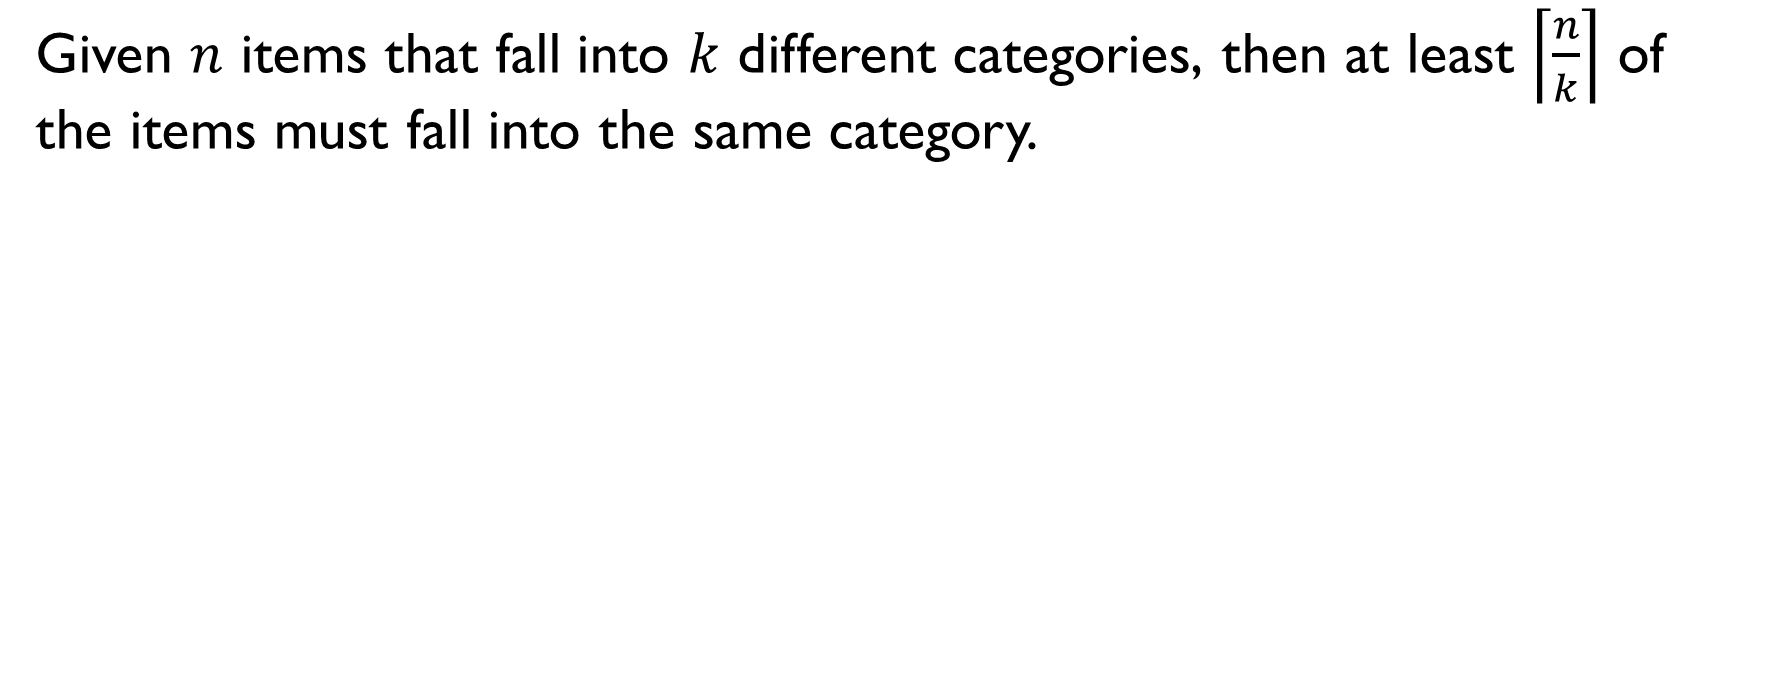 Given n items that fall into k different categories, then at least ⌈n/k⌉ of
the items must fall into the same category.